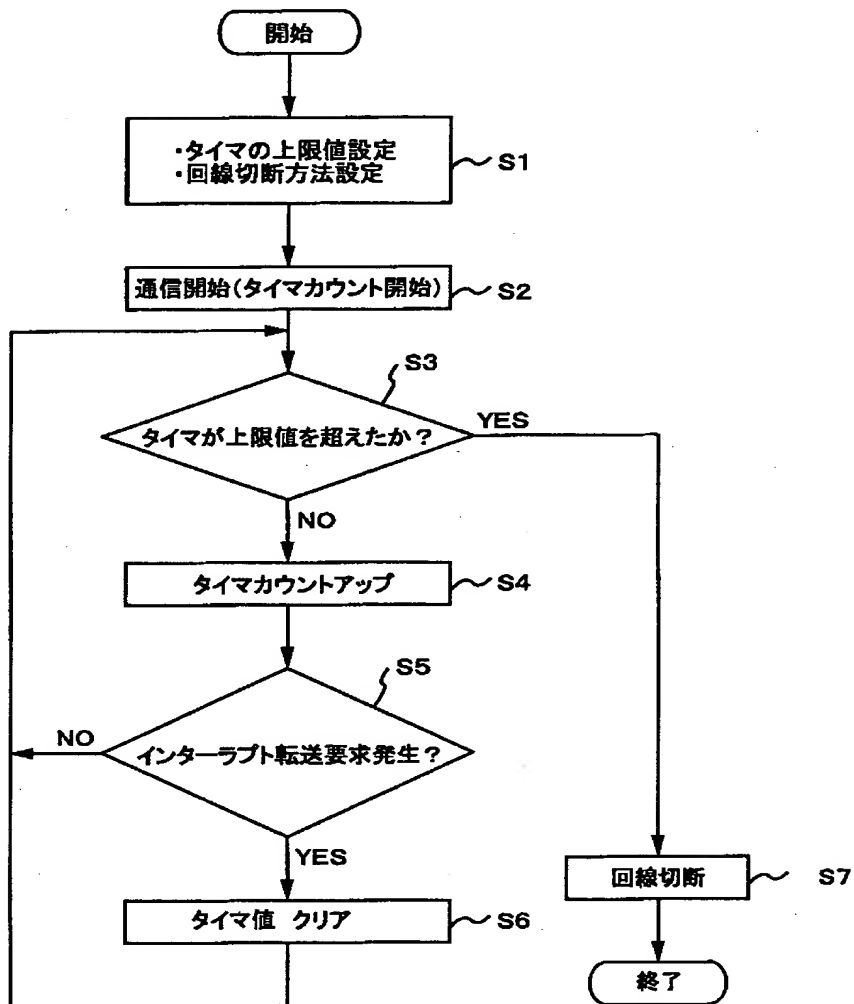 開始
・タイマの上限値設定
・回線切断方法設定
S1
通信開始(タイマカウント開始)
S2
S3
タイマが上限値を超えたか？
YES
NO
タイマカウントアップ
S4
S5
NO
インターラプト転送要求発生？
YES
タイマ値 クリア
S6
回線切断
S7
終了